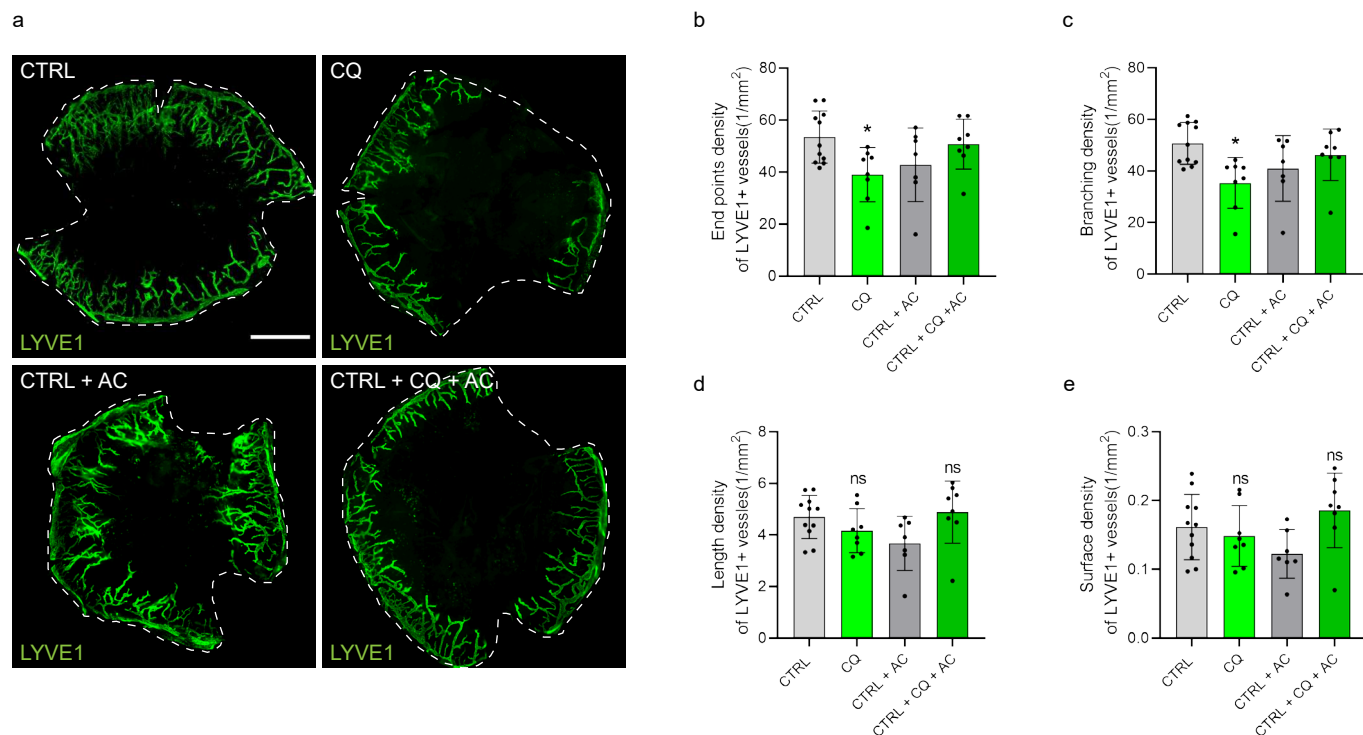 a
CTRL
LYVE1
CQ
LYVE1
CTRL + AC
LYVE1
CTRL + CQ + AC
LYVE1
b
End points density
of LYVE1+ vessels(1/mm²)
80
60
40
20
0
*
CTRL
CQ
CTRL + AC
CTRL + CQ +AC
c
Branching density
of LYVE1+ vessels(1/mm²)
80
60
40
20
0
*
CTRL
CQ
CTRL + AC
CTRL + CQ + AC
d
Length density
of LYVE1+ vessles(1/mm²)
8
6
4
2
0
ns
ns
CTRL
CQ
CTRL + AC
CTRL + CQ + AC
e
Surface density
of LYVE1+ vessels(1/mm²)
0.3
0.2
0.1
0.0
ns
ns
CTRL
CQ
CTRL + AC
CTRL + CQ + AC